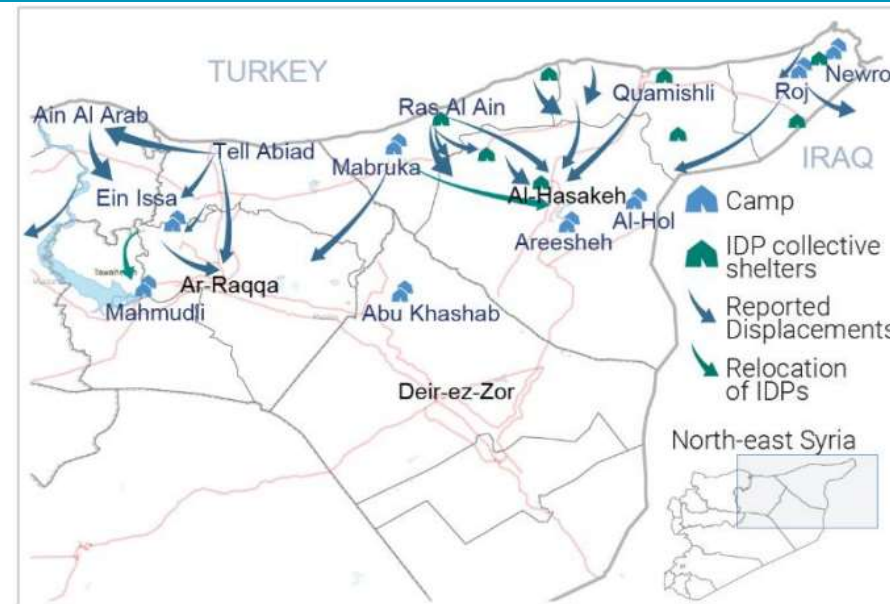 TURKEY
Ain Al Arab
Ras Al Ain
Quamishli
Roj
Newro
Tell Abiad
Mabruka
IRAQ
Ein Issa
Al-Hasakeh
Al-Hol
Areesheh
Ar-Raqqa
Mahmudli
Abu Khashab
Deir-ez-Zor
Camp
IDP collective
shelters
Reported
Displacements
Relocation
of IDPs
North-east Syria